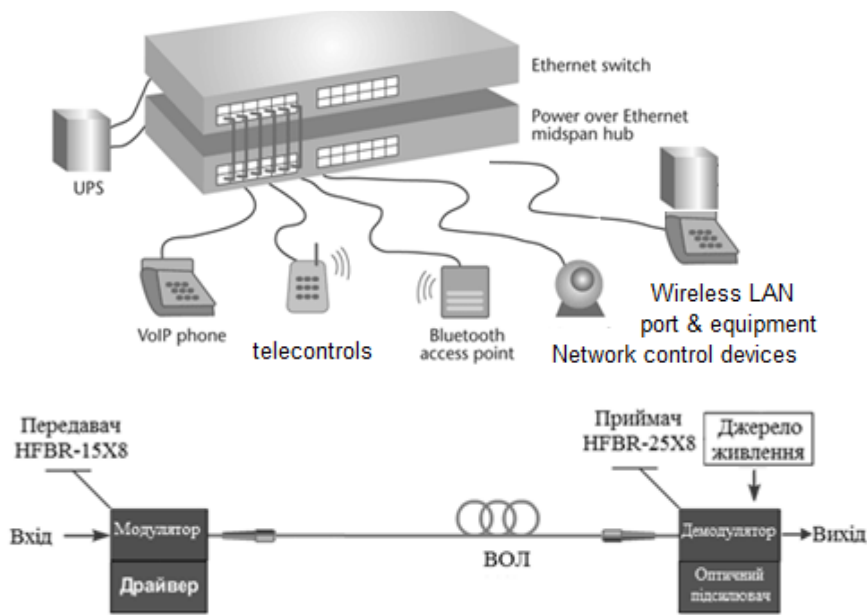 Ethernet switch
Power over Ethernet
midspan hub
UPS
VoIP phone
telecontrols
Bluetooth
access point
Wireless LAN
port & equipment
Network control devices
Передавач
HFBR-15X8
Приймач
HFBR-25X8
Джерело
живлення
Вхід
Модулятор
Драйвер
ВОЛ
Демодулятор
Оптичний
підсилювач
Вихід